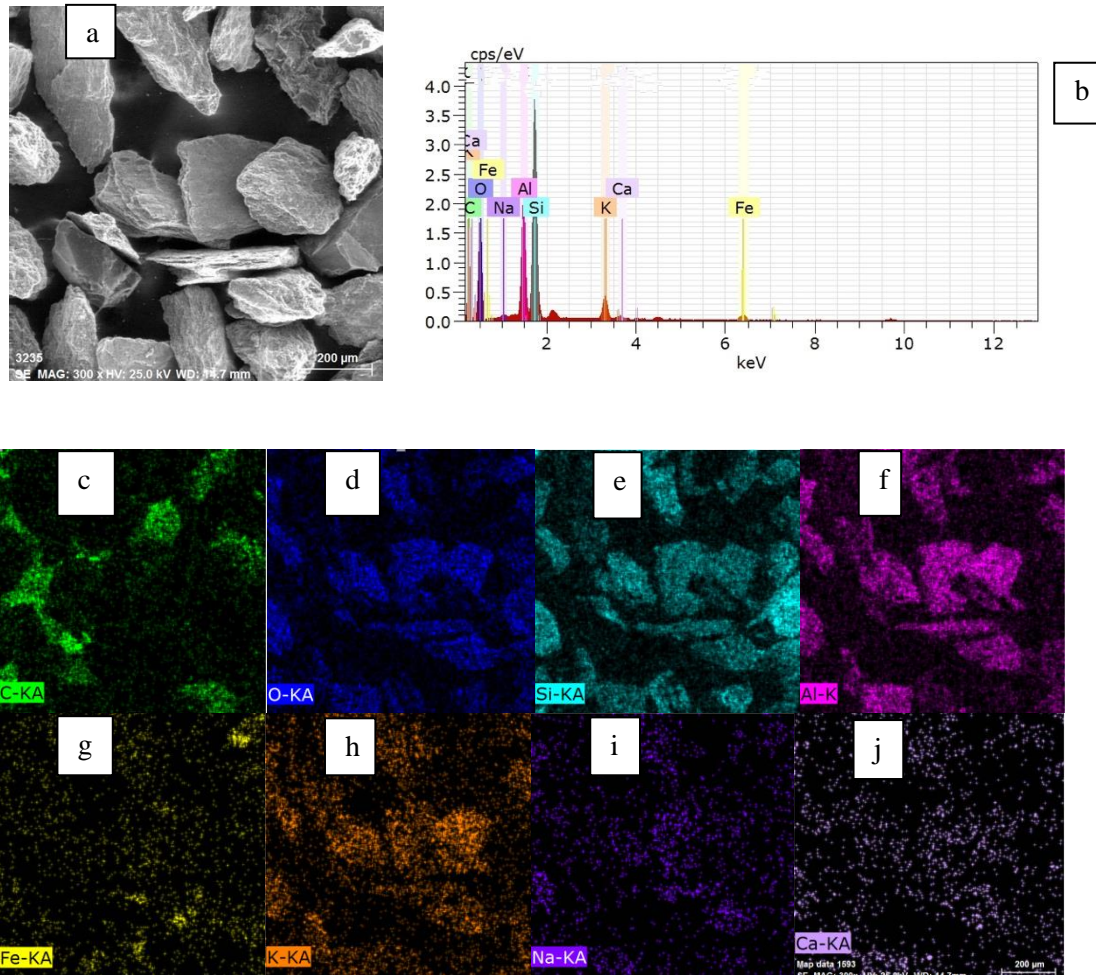 a
3235
SE MAG: 300 x HV: 25.0 kV WD: 14.7 mm
200 µm
b
cps/eV
4.0
3.5
3.0
2.5
2.0
1.5
1.0
0.5
0.0
Ca
Fe
O Al Ca
C Na Si K Fe
2 4 6 8 10 12
keV
c d e f
C-KA O-KA Si-KA Al-K
g h i j
Fe-KA K-KA Na-KA Ca-KA
Map data 1593
200 µm